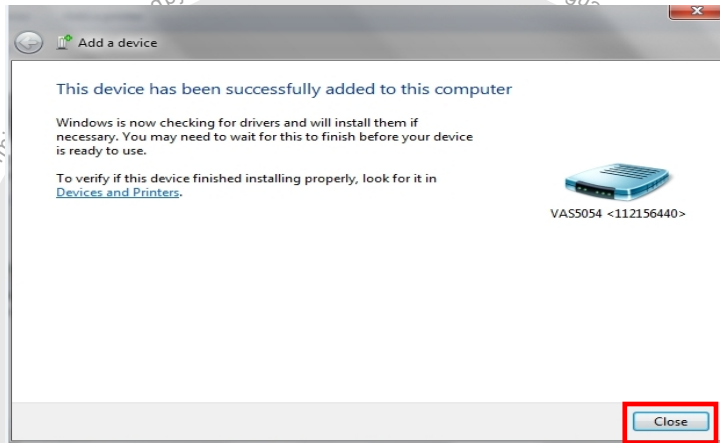 Add a device
This device has been successfully added to this computer
Windows is now checking for drivers and will install them if
necessary. You may need to wait for this to finish before your device
is ready to use.
To verify if this device finished installing properly, look for it in
Devices and Printers.
VAS5054 <112156440>
Close